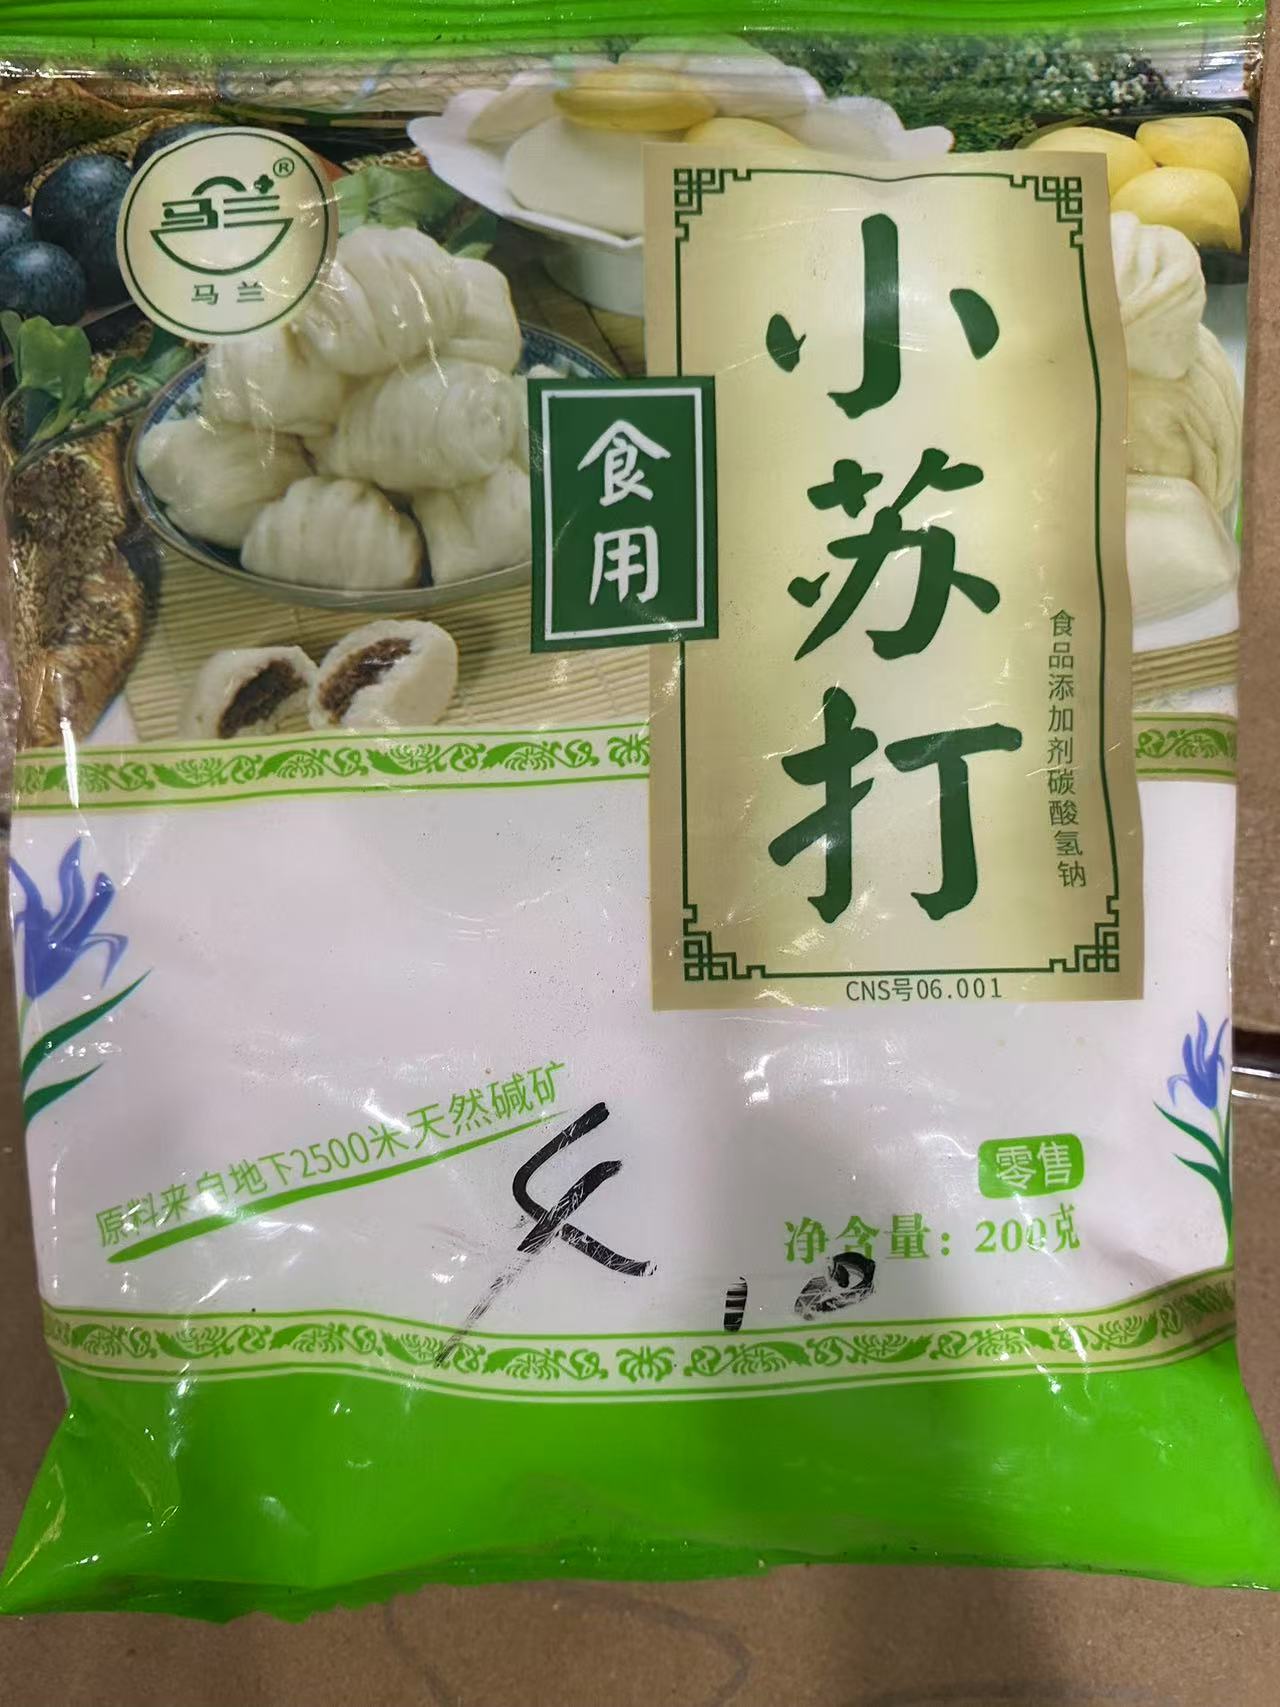 ®
马兰
马兰
小苏打
食用
食品添加剂碳酸氢钠
CNS号06.001
原料来自地下2500米天然碱矿
零售
净含量：200克